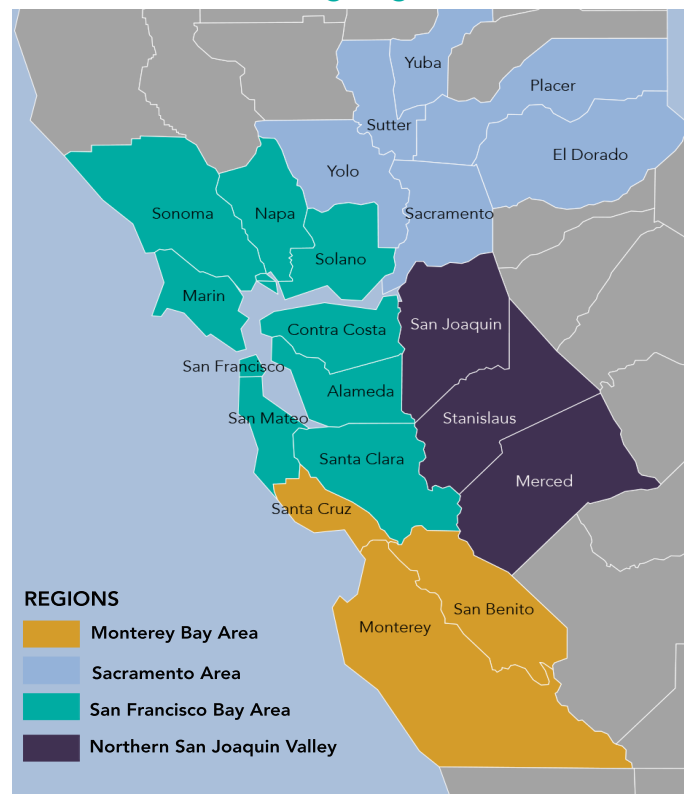 Yuba
Placer
Sutter
El Dorado
Yolo
Sonoma
Napa
Sacramento
Solano
Marin
Contra Costa
San Joaquin
San Francisco
Alameda
San Mateo
Stanislaus
Santa Clara
Merced
Santa Cruz
San Benito
Monterey
REGIONS
Monterey Bay Area
Sacramento Area
San Francisco Bay Area
Northern San Joaquin Valley